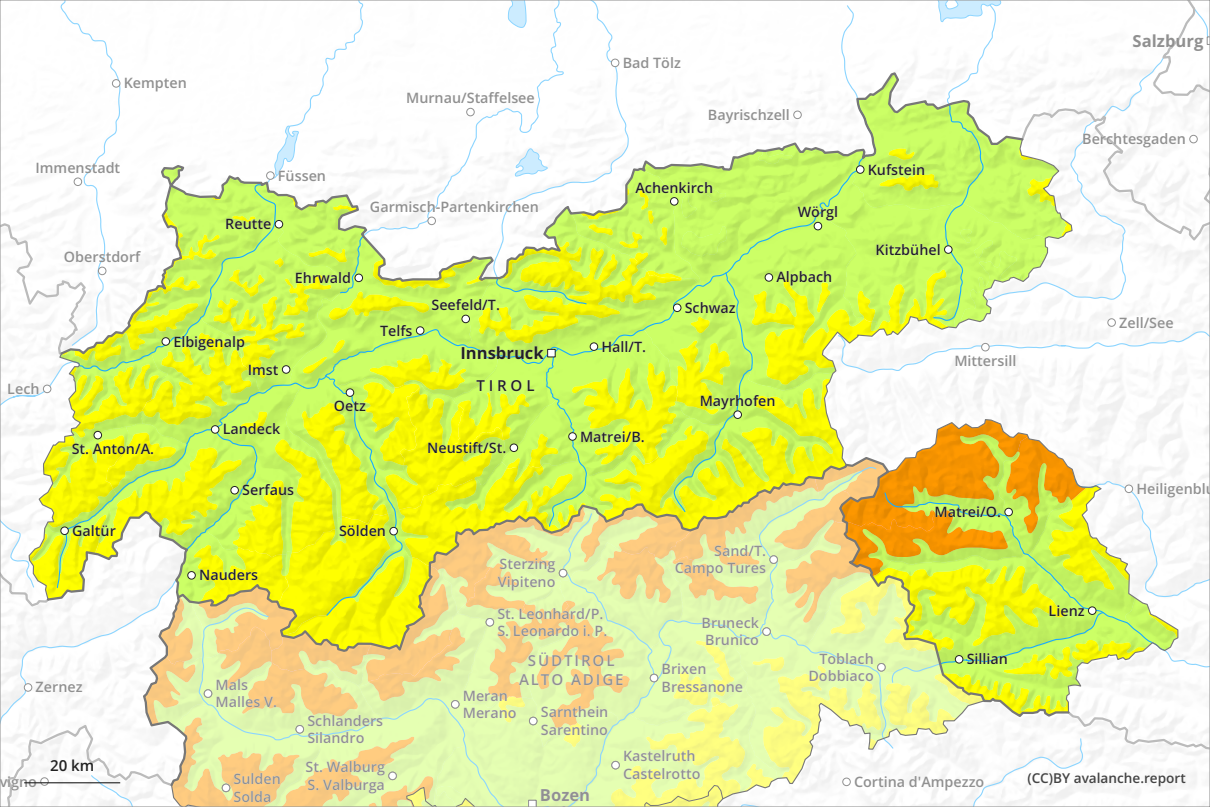 Salzburg
Bad Tölz
Kempten
Murnau/Staffelsee
Bayrischzell
Berchtesgaden
Immenstadt
Füssen
Kufstein
Achenkirch
Garmisch-Partenkirchen
Wörgl
Reutte
Kitzbühel
Oberstdorf
Ehrwald
Alpbach
Seefeld/T.
Schwaz
Zell/See
Telfs
Elbigenalp
Innsbruck
Hall/T.
Mittersill
Imst
TIROL
Lech
Oetz
Mayrhofen
Landeck
Matrei/B.
St. Anton/A.
Neustift/St.
Serfaus
Heiligenblu
Matrei/O.
Galtür
Sölden
Sand/T.
Campo Tures
Sterzing
Vipiteno
Nauders
St. Leonhard/P.
S. Leonardo i. P.
Lienz
Bruneck
Brunico
SÜDTIROL
ALTO ADIGE
Toblach
Dobbiaco
Sillian
Brixen
Bressanone
Zernez
Mals
Malles V.
Meran
Merano
Sarnthein
Sarentino
Schlanders
Silandro
Kastelruth
Castelrotto
20 km
St. Walburg
S. Valburga
vigno
Sulden
Solda
Cortina d'Ampezzo
(CC)BY avalanche.report
Bozen